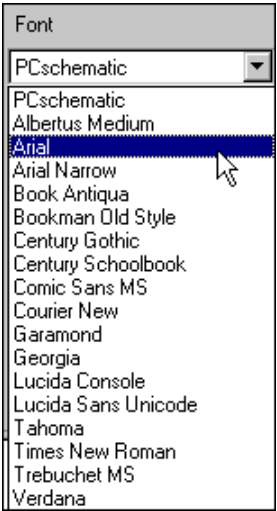 Font
PCschematic
PCschematic
Albertus Medium
Arial
Arial Narrow
Book Antiqua
Bookman Old Style
Century Gothic
Century Schoolbook
Comic Sans MS
Courier New
Garamond
Georgia
Lucida Console
Lucida Sans Unicode
Tahoma
Times New Roman
Trebuchet MS
Verdana